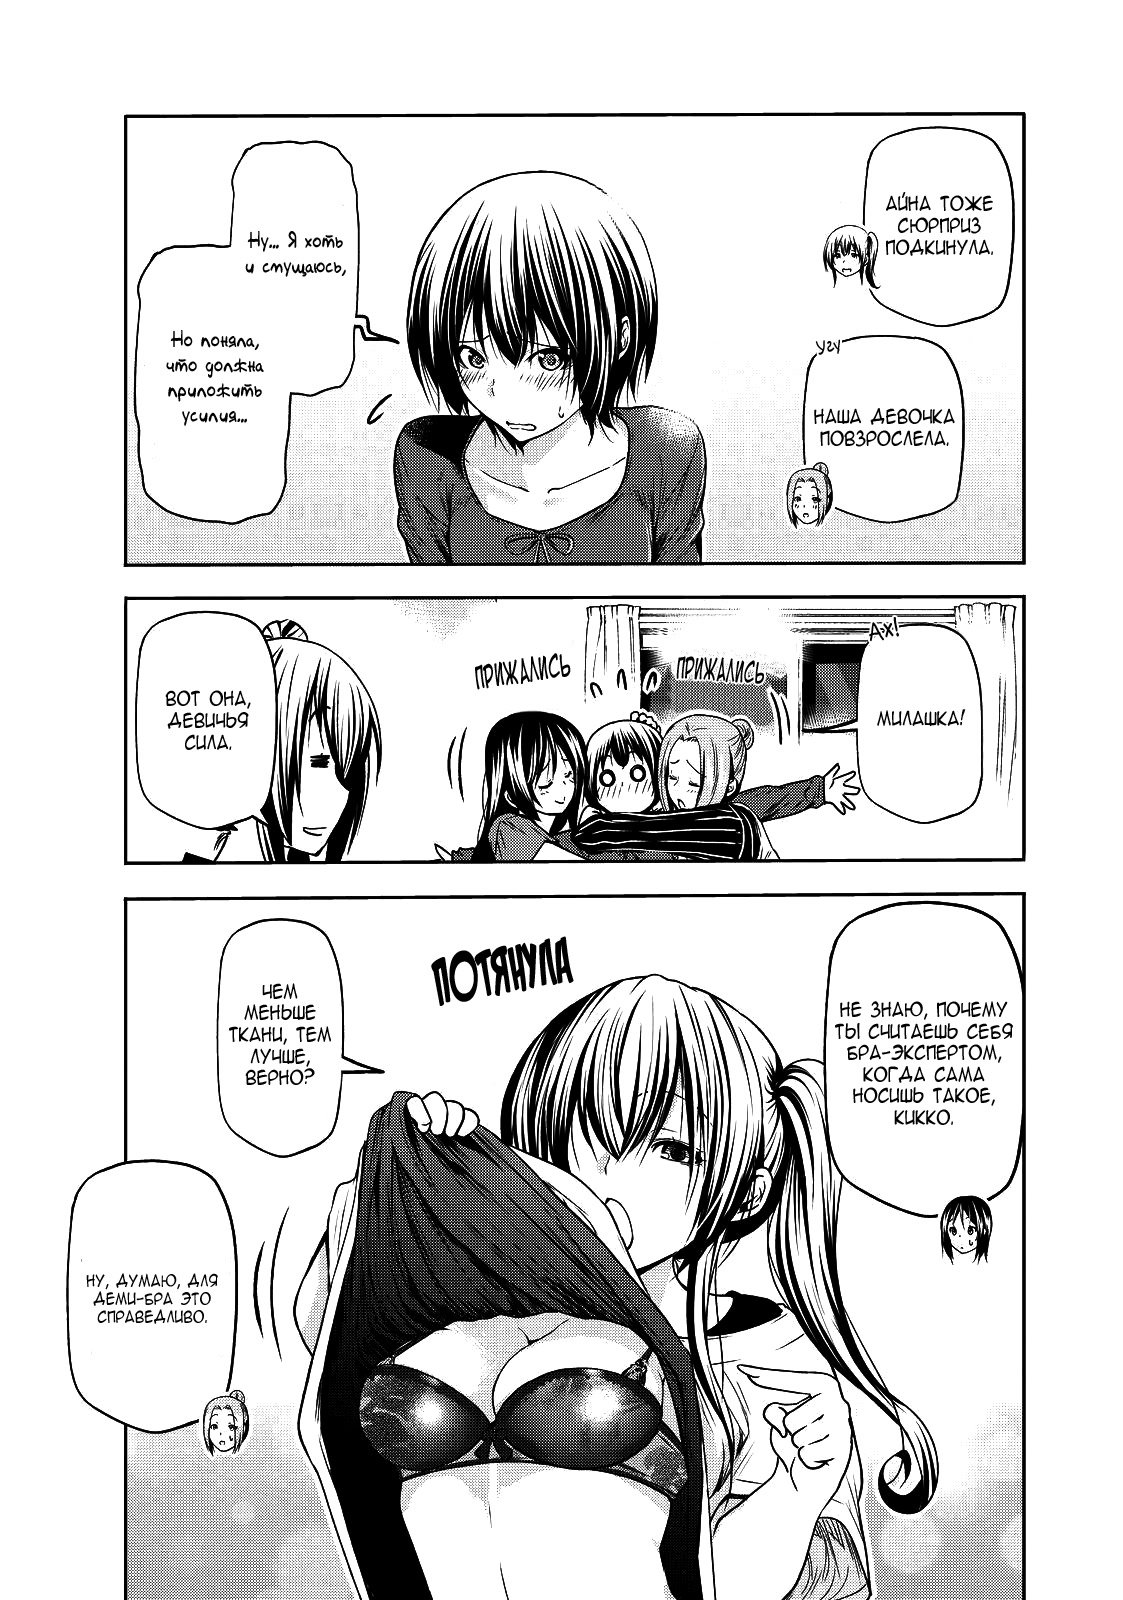 АЙНА ТОЖЕ
СЮРПРИЗ
ПОДКИНУЛА.
УГУ
НАША ДЕВОЧКА
ПОВЗРОСЛЕЛА.
Ну... Я хоть
и смущаюсь,
Но поняла,
что должна
приложить
усилия...
АХ!
МИЛАШКА!
ПРИЖАЛИСЬ
ПРИЖАЛИСЬ
ВОТ ОНА,
ДЕВИЧЬЯ
СИЛА.
НЕ ЗНАЮ, ПОЧЕМУ
ТЫ СЧИТАЕШЬ СЕБЯ
БРА-ЭКСПЕРТОМ,
КОГДА САМА
НОСИШЬ ТАКОЕ,
КИККО.
ПОТЯНУЛА
ЧЕМ
МЕНЬШЕ
ТКАНИ, ТЕМ
ЛУЧШЕ,
ВЕРНО?
НУ, ДУМАЮ, ДЛЯ
ДЕМИ-БРА ЭТО
СПРАВЕДЛИВО.